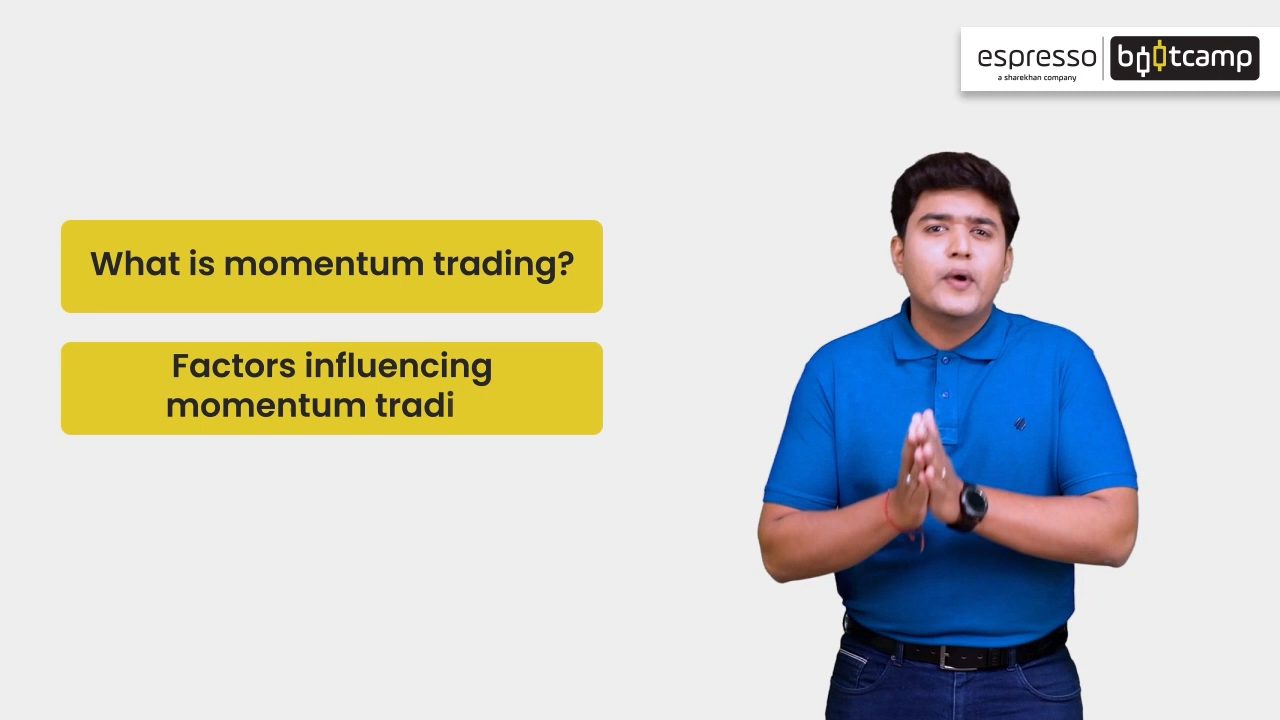 espresso
a sharekhan company
bootcamp
What is momentum trading?
Factors influencing
momentum tradi